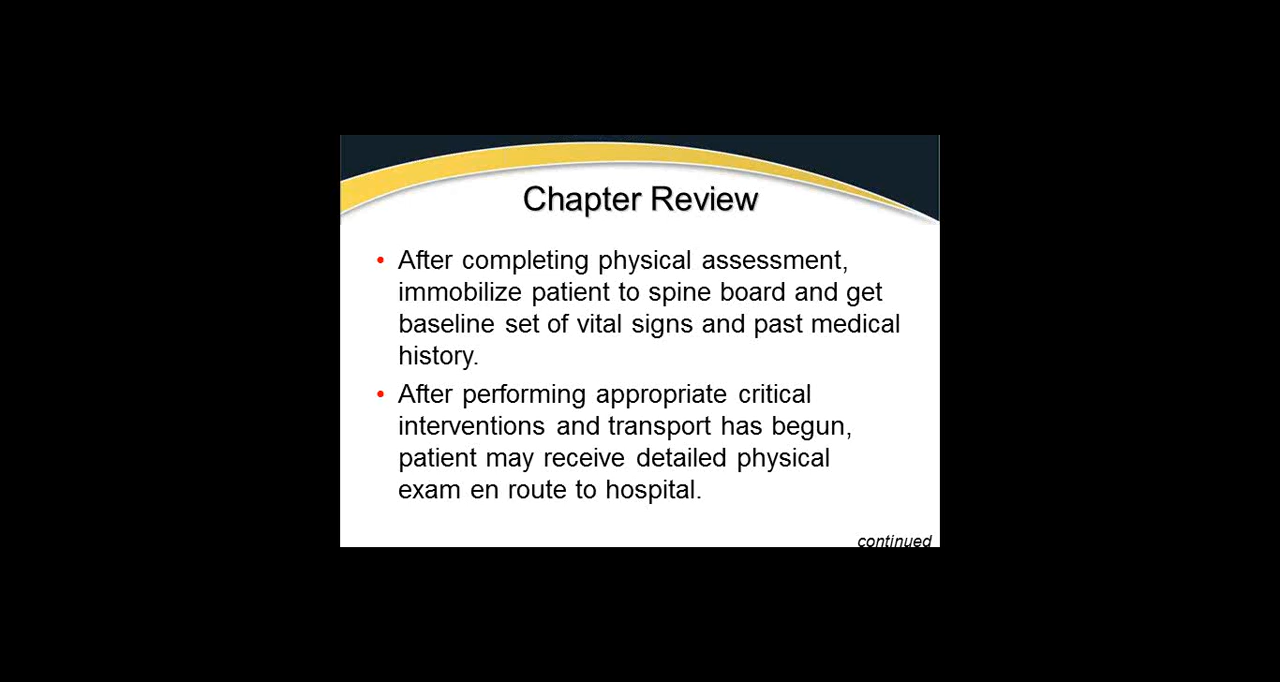 Chapter Review
• After completing physical assessment,
immobilize patient to spine board and get
baseline set of vital signs and past medical
history.
• After performing appropriate critical
interventions and transport has begun,
patient may receive detailed physical
exam en route to hospital.
continued